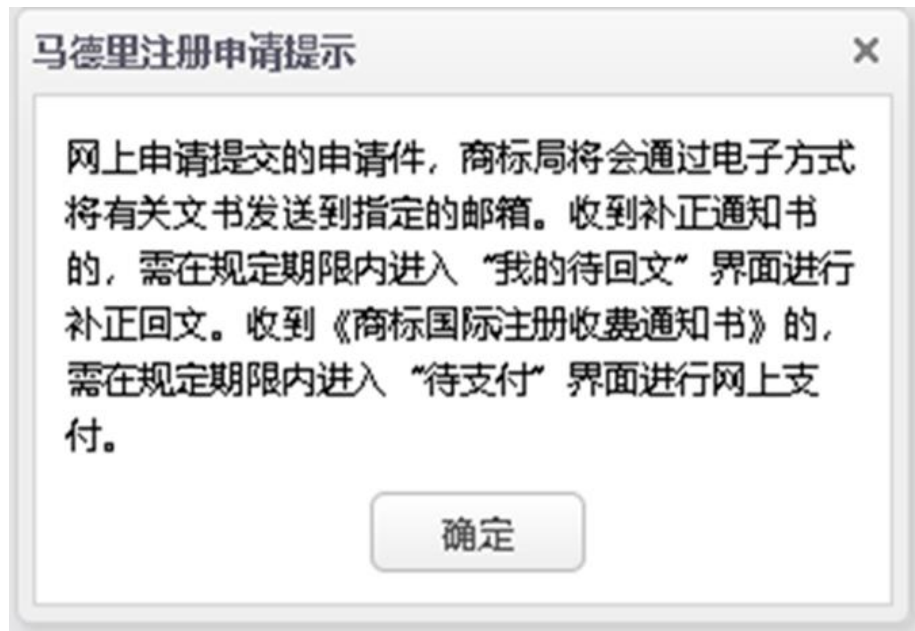 马德里注册申请提示
网上申请提交的申请件，商标局将会通过电子方式
将有关文书发送到指定的邮箱。收到补正通知书
的，需在规定期限内进入“我的待回文”界面进行
补正回文。收到《商标国际注册收费通知书》的，
需在规定期限内进入“待支付”界面进行网上支
付。
确定